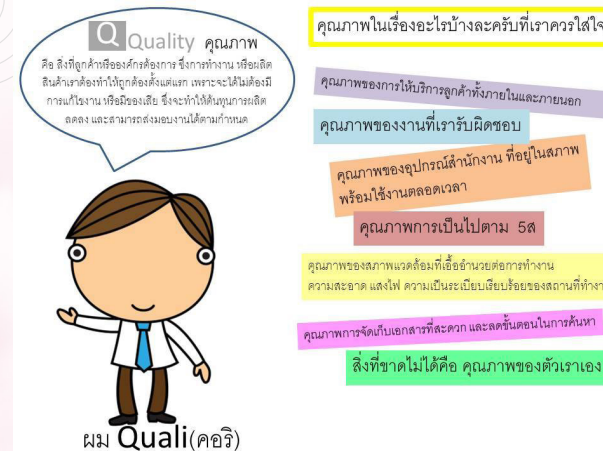 Q Quality คุณภาพ
คือ สิ่งที่ลูกค้าหรือองค์กรต้องการ ซึ่งการทำงาน หรือผลิต
สินค้าเราต้องทำให้ถูกต้องตั้งแต่แรก เพราะจะได้ไม่ต้องมี
การแก้ไขงาน หรือมีของเสีย ซึ่งจะทำให้ต้นทุนการผลิต
ลดลง และสามารถส่งมอบงานได้ตามกำหนด
ผม Quali(คอริ)
คุณภาพในเรื่องอะไรบ้างละครับที่เราควรใส่ใจ
คุณภาพของการให้บริการลูกค้าทั้งภายในและภายนอก
คุณภาพของงานที่เรารับผิดชอบ
คุณภาพของอุปกรณ์สำนักงาน ที่อยู่ในสภาพ
พร้อมใช้งานตลอดเวลา
คุณภาพการเป็นไปตาม 5ส
คุณภาพของสภาพแวดล้อมที่เอื้ออำนวยต่อการทำงาน
ความสะอาด แสงไฟ ความเป็นระเบียบเรียบร้อยของสถานที่ทำงา
คุณภาพการจัดเก็บเอกสารที่สะดวก และลดขั้นตอนในการค้นหา
สิ่งที่ขาดไม่ได้คือ คุณภาพของตัวเราเอง